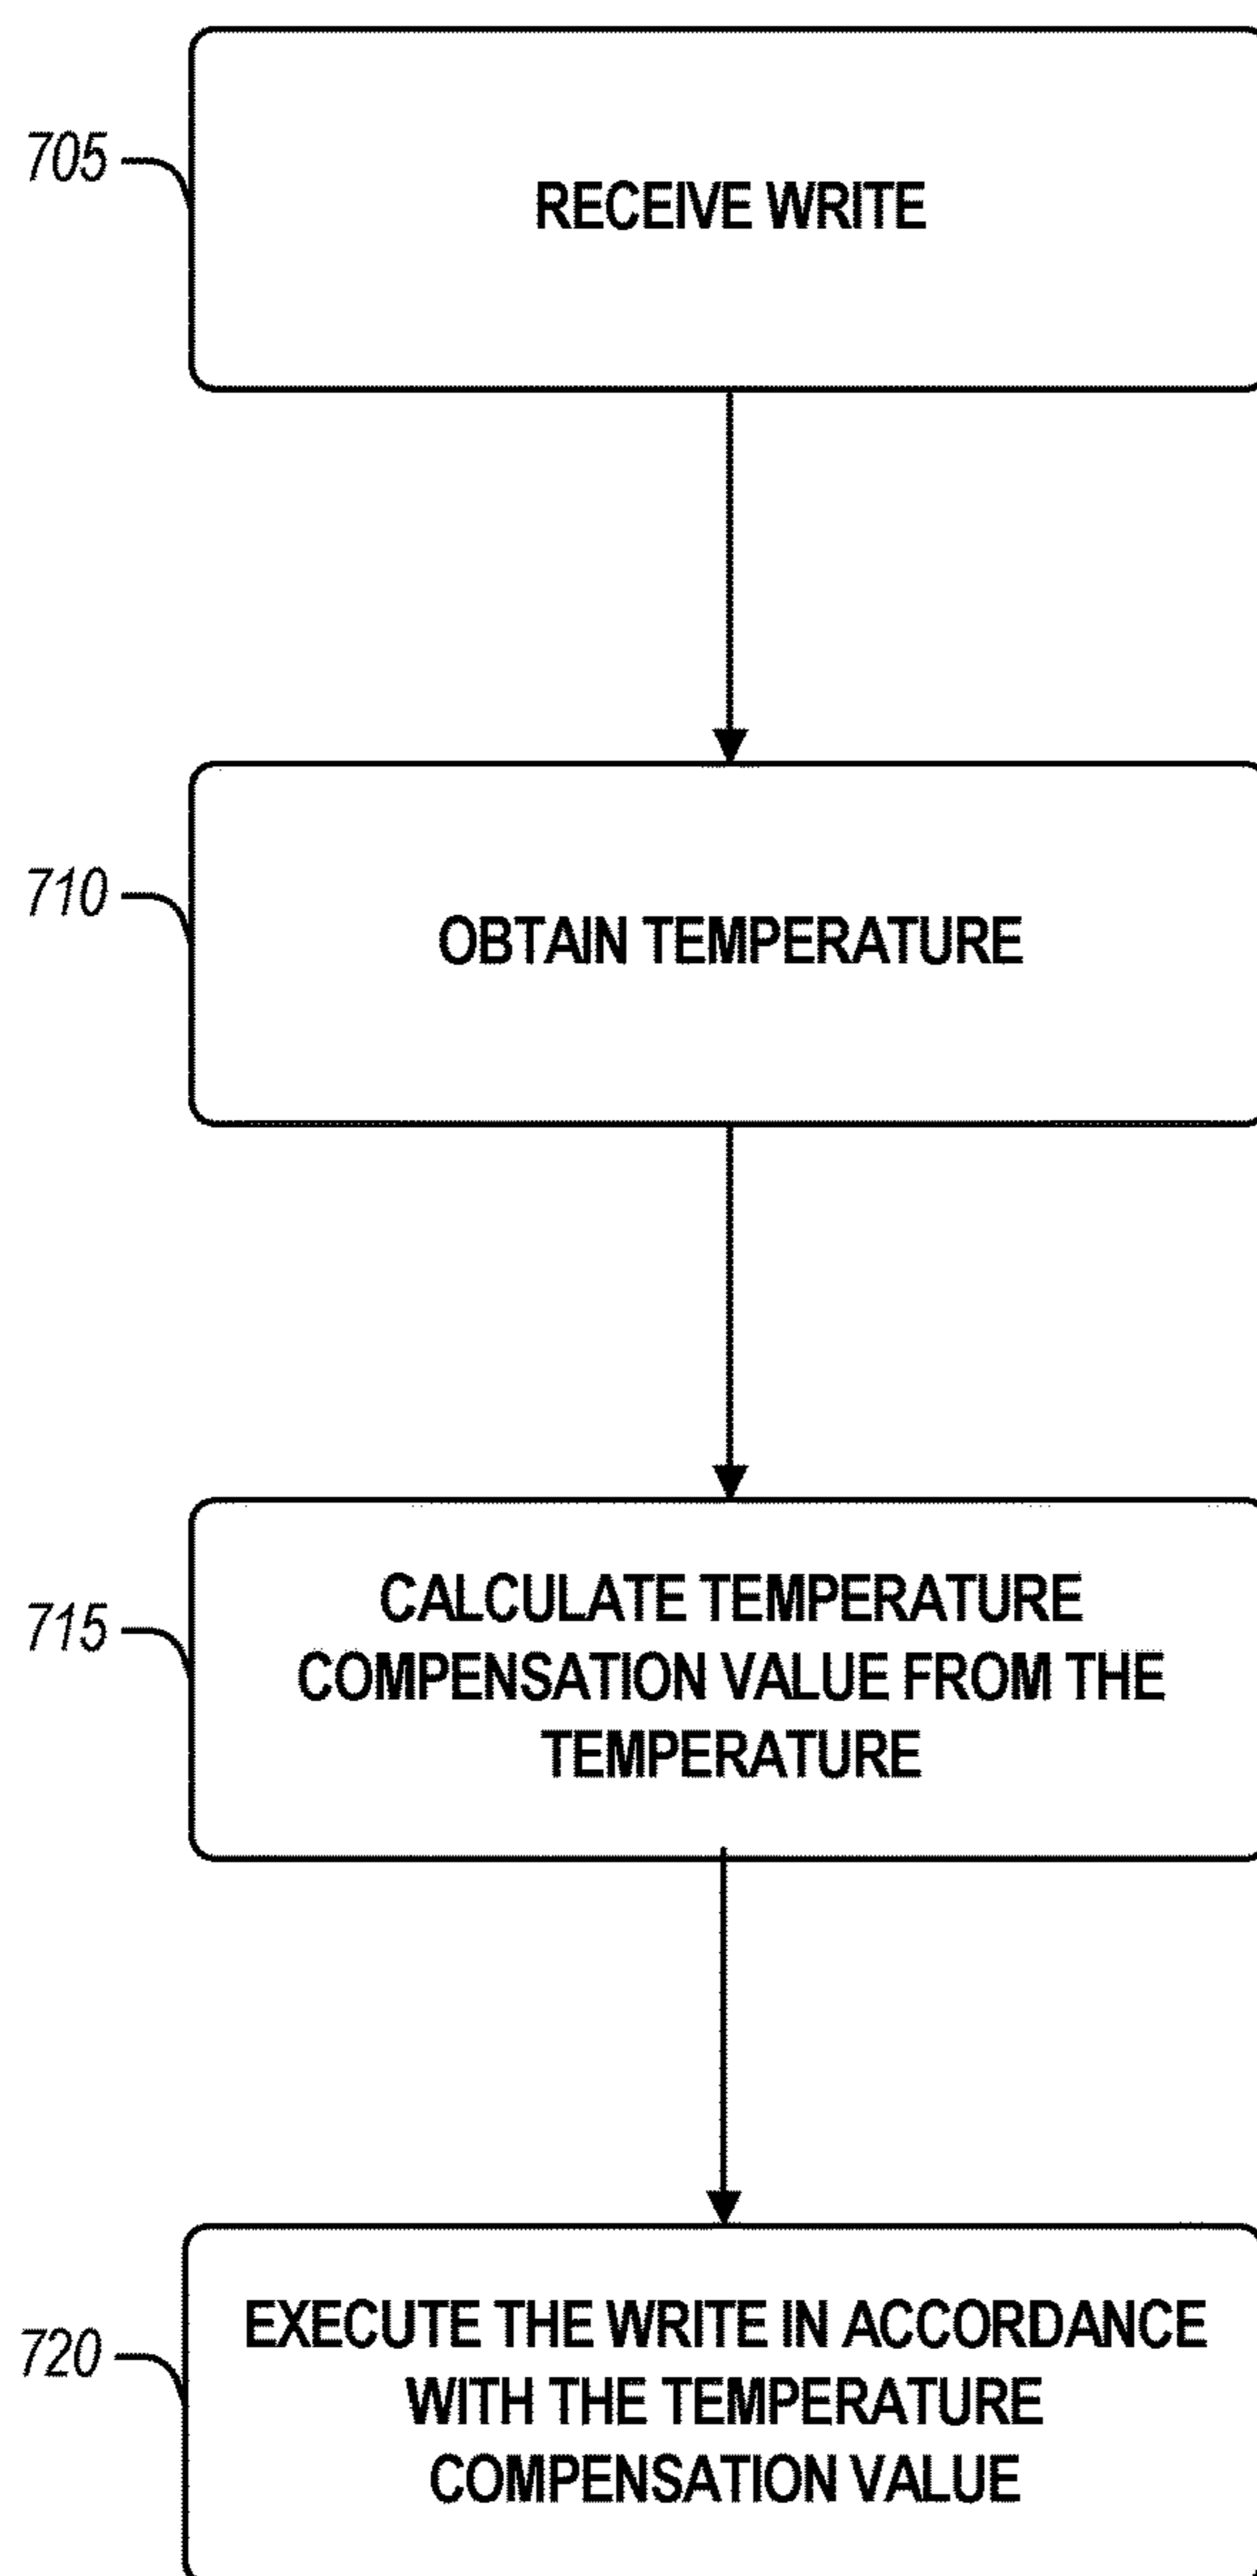 705
RECEIVE WRITE
710
OBTAIN TEMPERATURE
715
CALCULATE TEMPERATURE
COMPENSATION VALUE FROM THE
TEMPERATURE
720
EXECUTE THE WRITE IN ACCORDANCE
WITH THE TEMPERATURE
COMPENSATION VALUE